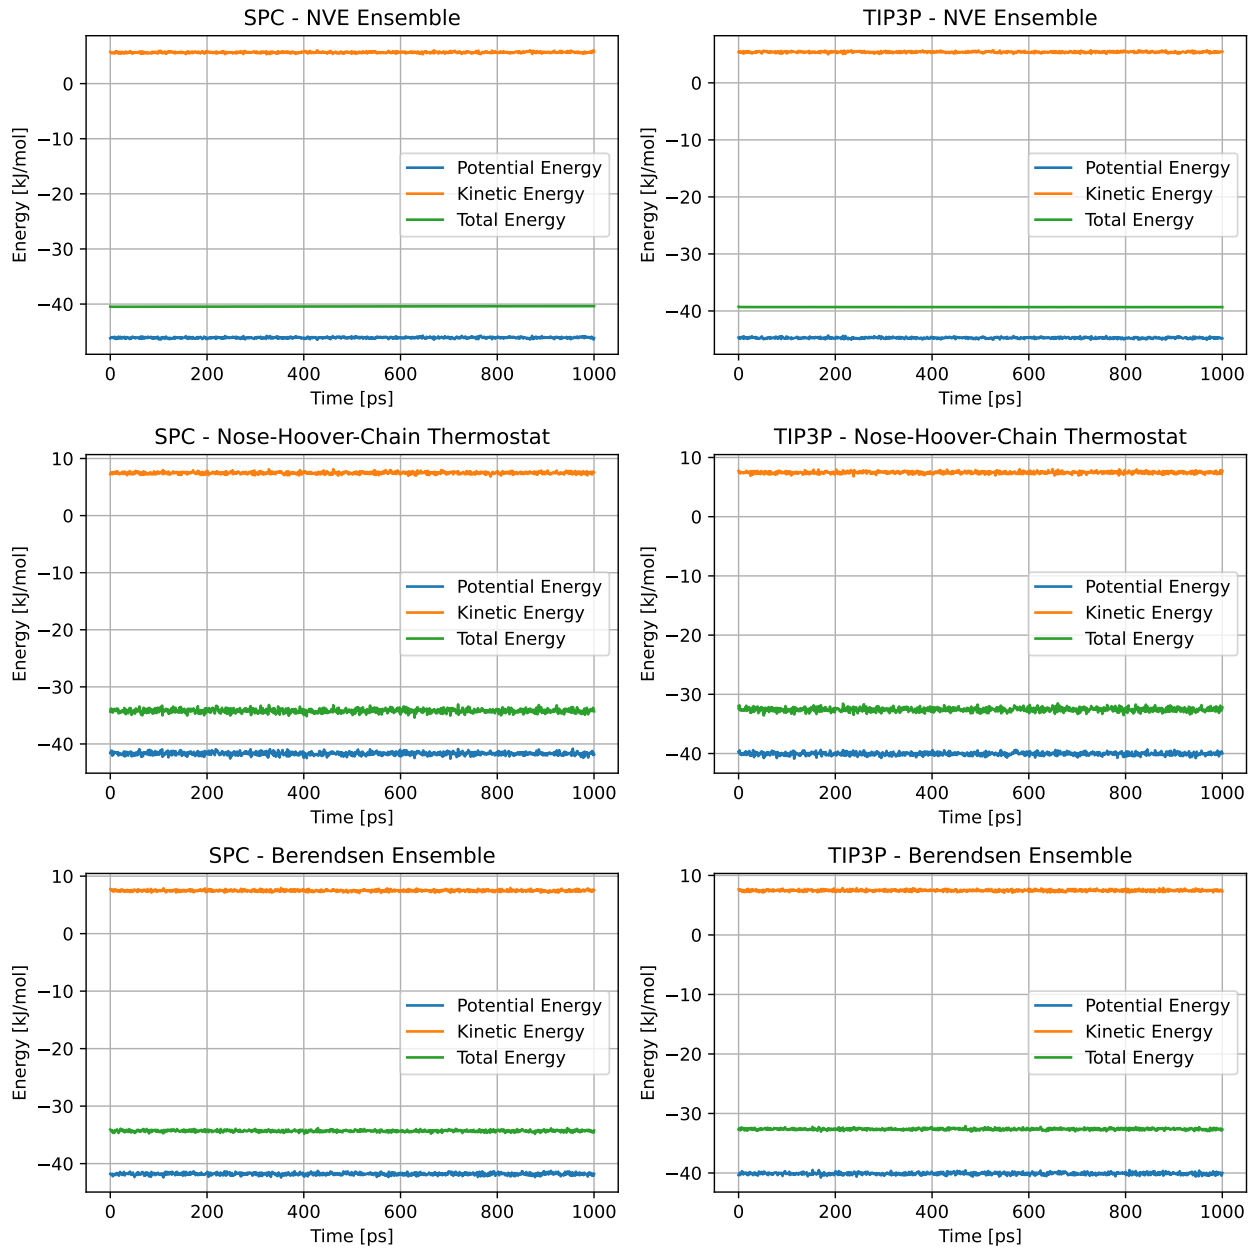 SPC - NVE Ensemble
Energy [kJ/mol]
0
−10
−20
−30
−40
Potential Energy
Kinetic Energy
Total Energy
0 200 400 600 800 1000
Time [ps]
TIP3P - NVE Ensemble
Energy [kJ/mol]
0
−10
−20
−30
−40
Potential Energy
Kinetic Energy
Total Energy
0 200 400 600 800 1000
Time [ps]
SPC - Nose-Hoover-Chain Thermostat
Energy [kJ/mol]
10
0
−10
−20
−30
−40
Potential Energy
Kinetic Energy
Total Energy
0 200 400 600 800 1000
Time [ps]
TIP3P - Nose-Hoover-Chain Thermostat
Energy [kJ/mol]
10
0
−10
−20
−30
−40
Potential Energy
Kinetic Energy
Total Energy
0 200 400 600 800 1000
Time [ps]
SPC - Berendsen Ensemble
Energy [kJ/mol]
10
0
−10
−20
−30
−40
Potential Energy
Kinetic Energy
Total Energy
0 200 400 600 800 1000
Time [ps]
TIP3P - Berendsen Ensemble
Energy [kJ/mol]
10
0
−10
−20
−30
−40
Potential Energy
Kinetic Energy
Total Energy
0 200 400 600 800 1000
Time [ps]